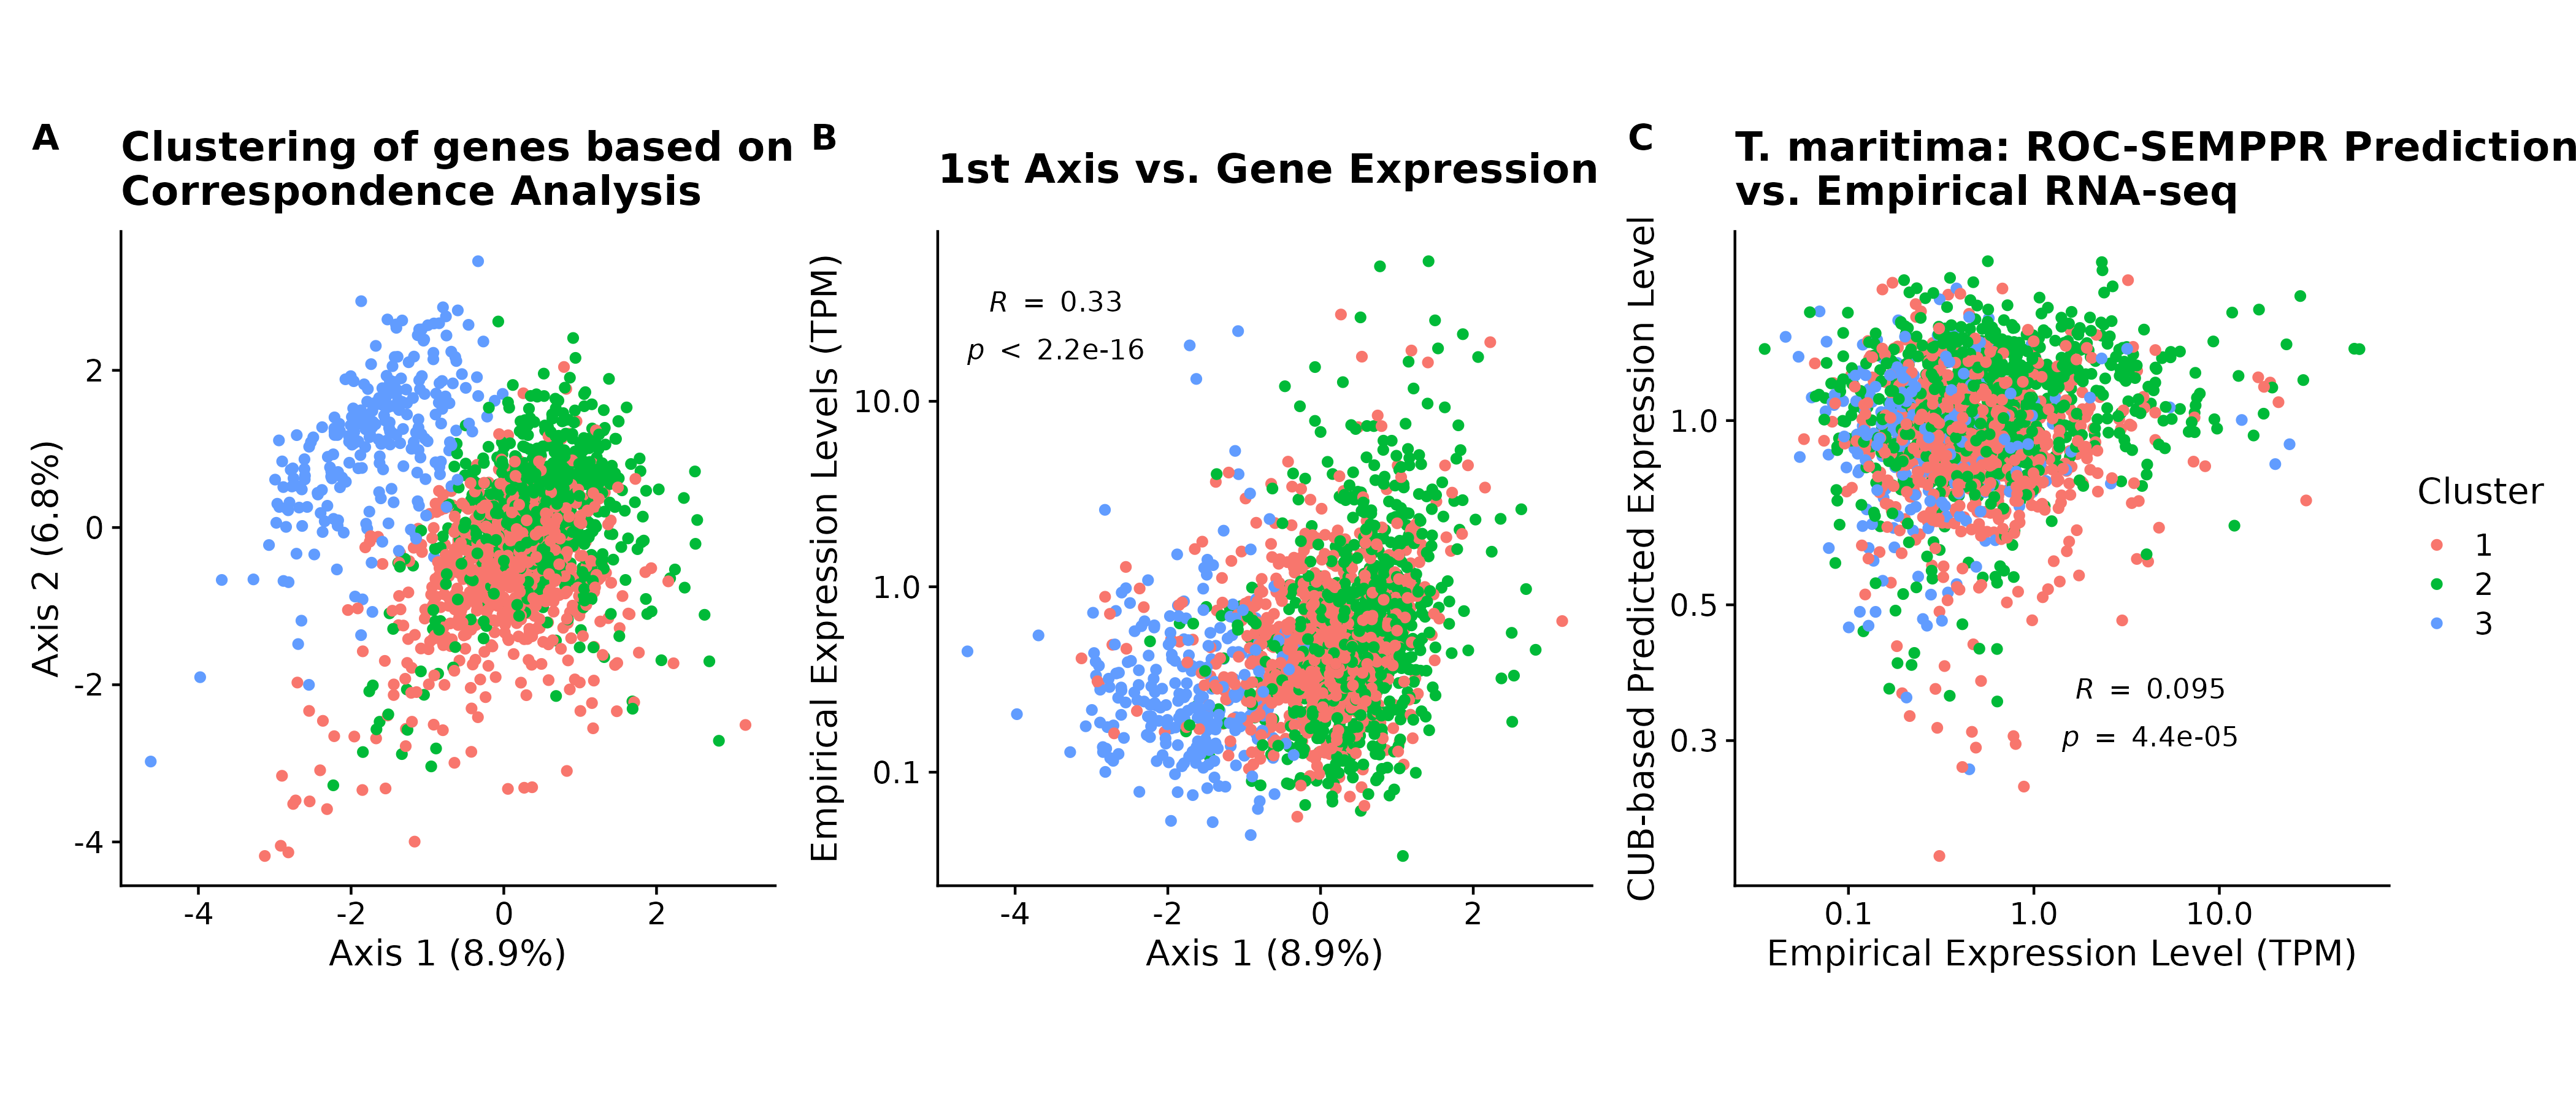 A
Clustering of genes based on
Correspondence Analysis
Axis 2 (6.8%)
2
0
-2
-4
-4 -2 0 2
Axis 1 (8.9%)
B
1st Axis vs. Gene Expression
Empirical Expression Levels (TPM)
R = 0.33
p < 2.2e-16
10.0
1.0
0.1
-4 -2 0 2
Axis 1 (8.9%)
C
T. maritima: ROC-SEMPPR Prediction
vs. Empirical RNA-seq
CUB-based Predicted Expression Level
1.0
0.5
0.3
R = 0.095
p = 4.4e-05
0.1 1.0 10.0
Empirical Expression Level (TPM)
Cluster
1
2
3